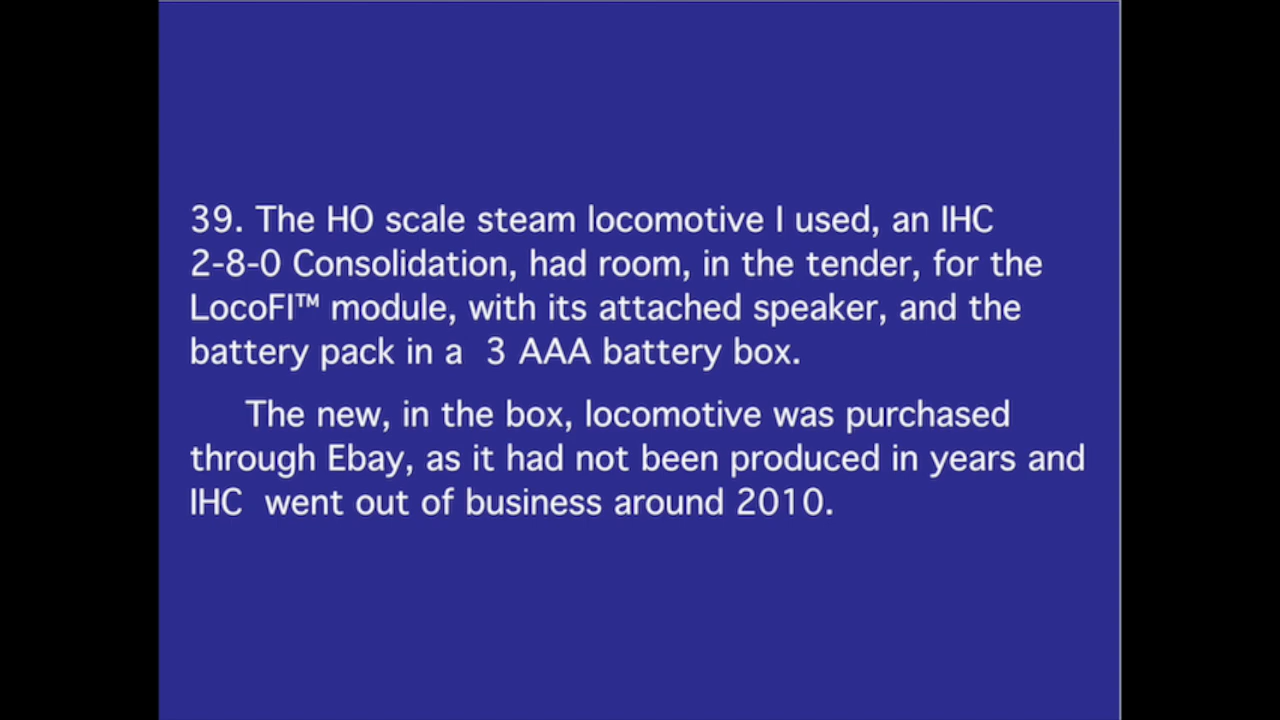 39. The HO scale steam locomotive I used, an IHC
2-8-0 Consolidation, had room, in the tender, for the
LocoFI™ module, with its attached speaker, and the
battery pack in a  3 AAA battery box.
The new, in the box, locomotive was purchased
through Ebay, as it had not been produced in years and
IHC  went out of business around 2010.